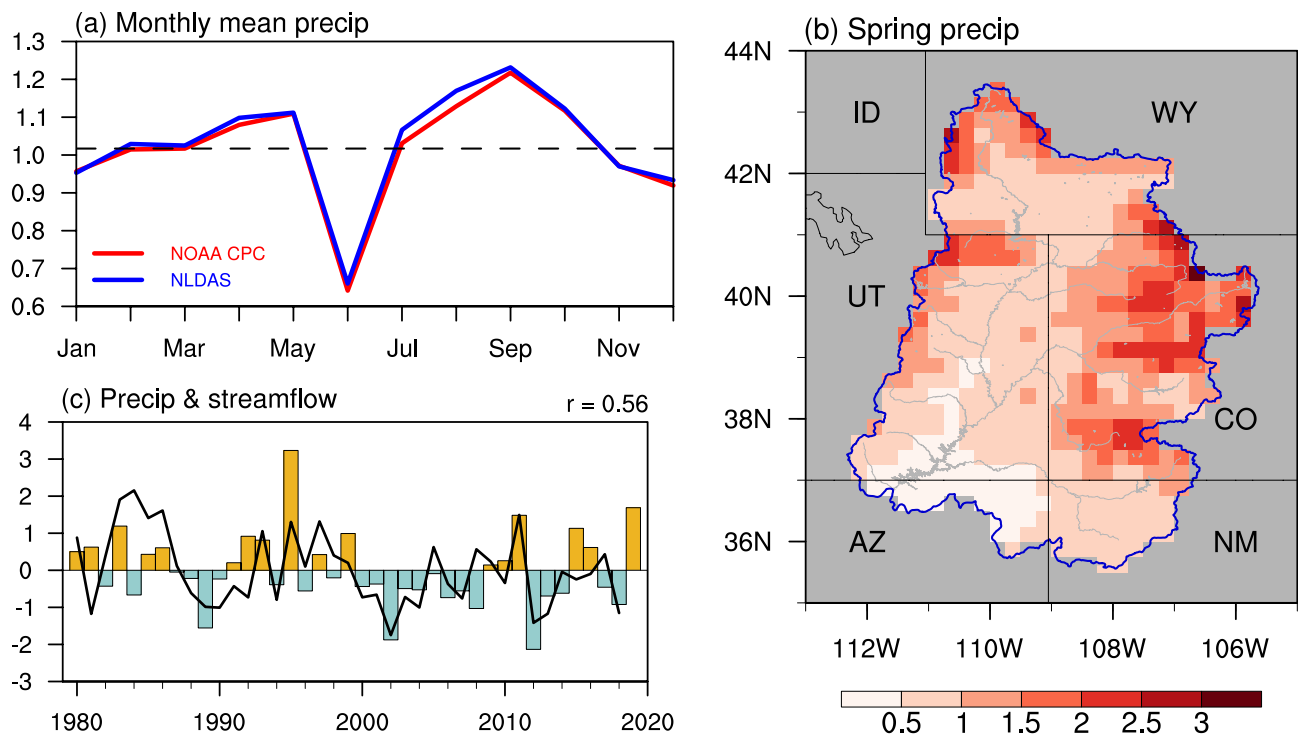 (a) Monthly mean precip
1.3
1.2
1.1
1.0
0.9
0.8
0.7
0.6
NOAA CPC
NLDAS
Jan Mar May Jul Sep Nov
(b) Spring precip
44N
42N
40N
38N
36N
ID
WY
UT
CO
AZ
NM
112W 110W 108W 106W
0.5 1 1.5 2 2.5 3
(c) Precip & streamflow
r = 0.56
4
3
2
1
0
-1
-2
-3
1980 1990 2000 2010 2020